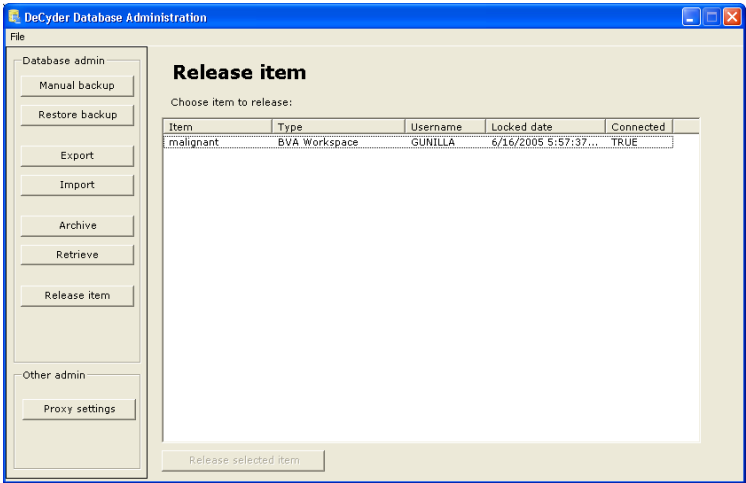 DeCyder Database Administration
File
Database admin
Manual backup
Restore backup
Export
Import
Archive
Retrieve
Release item
Other admin
Proxy settings
Release item
Choose item to release:
Item Type Username Locked date Connected
malignant BVA Workspace GUNILLA 6/16/2005 5:57:37... TRUE
Release selected item